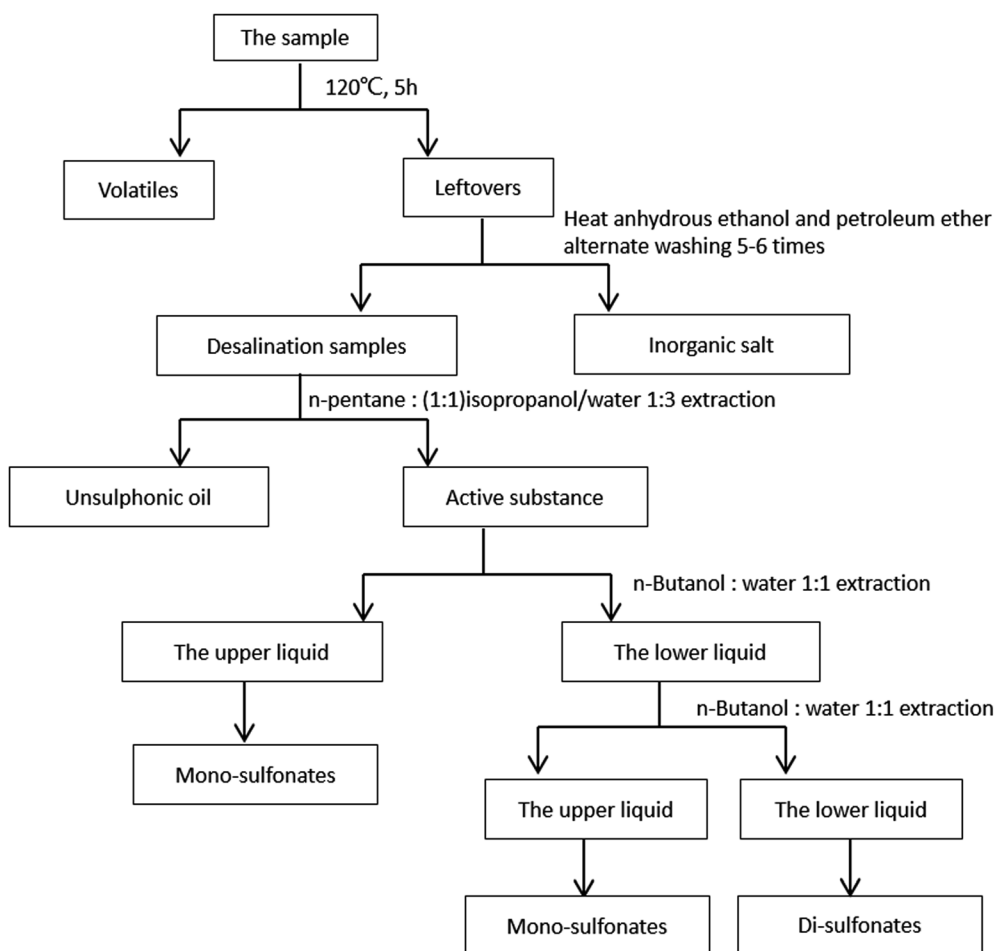 The sample
120℃, 5h
Volatiles
Leftovers
Heat anhydrous ethanol and petroleum ether
alternate washing 5-6 times
Desalination samples
Inorganic salt
n-pentane : (1:1)isopropanol/water 1:3 extraction
Unsulphonic oil
Active substance
n-Butanol : water 1:1 extraction
The upper liquid
The lower liquid
n-Butanol : water 1:1 extraction
Mono-sulfonates
The upper liquid
The lower liquid
Mono-sulfonates
Di-sulfonates